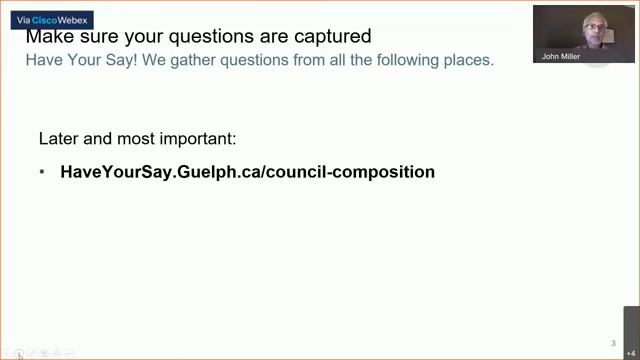 Via Cisco Webex
Make sure your questions are captured
Have Your Say! We gather questions from all the following places.
John Miller
Later and most important:
• HaveYourSay.Guelph.ca/council-composition
3
+4